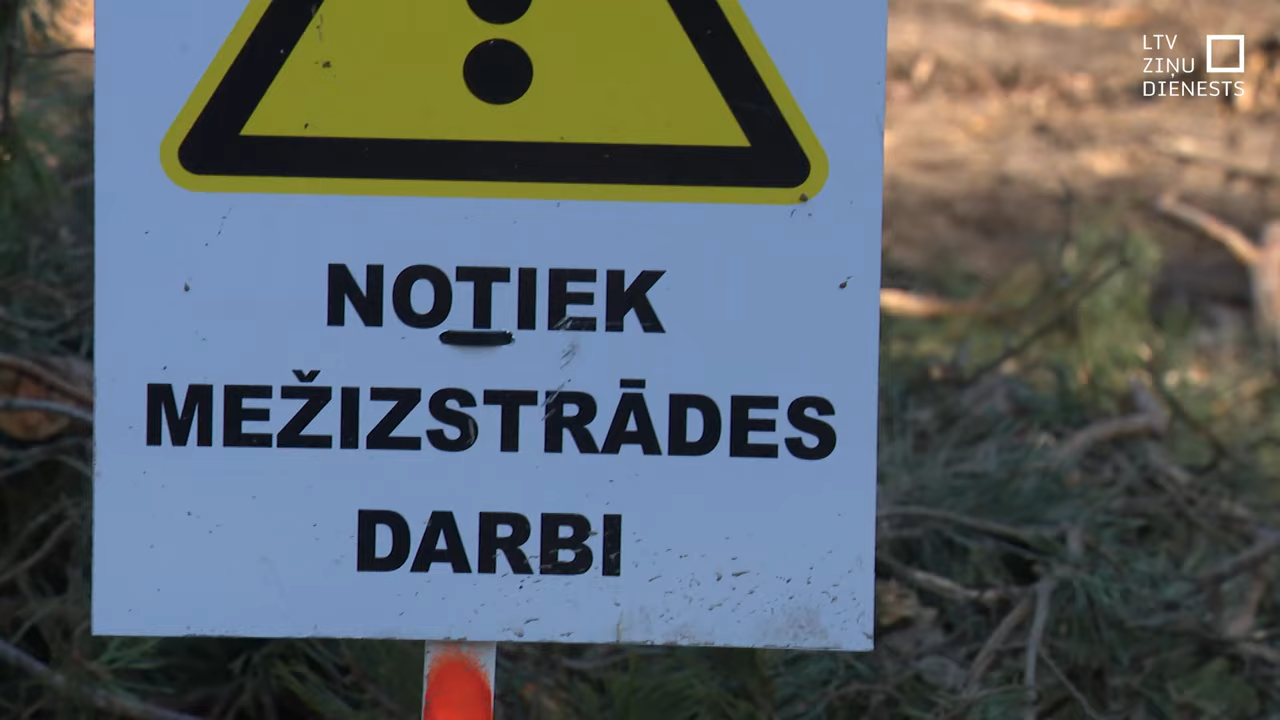 LTV
ZIŅU
DIENESTS
NOTIEK
MEŽIZSTRĀDES
DARBI